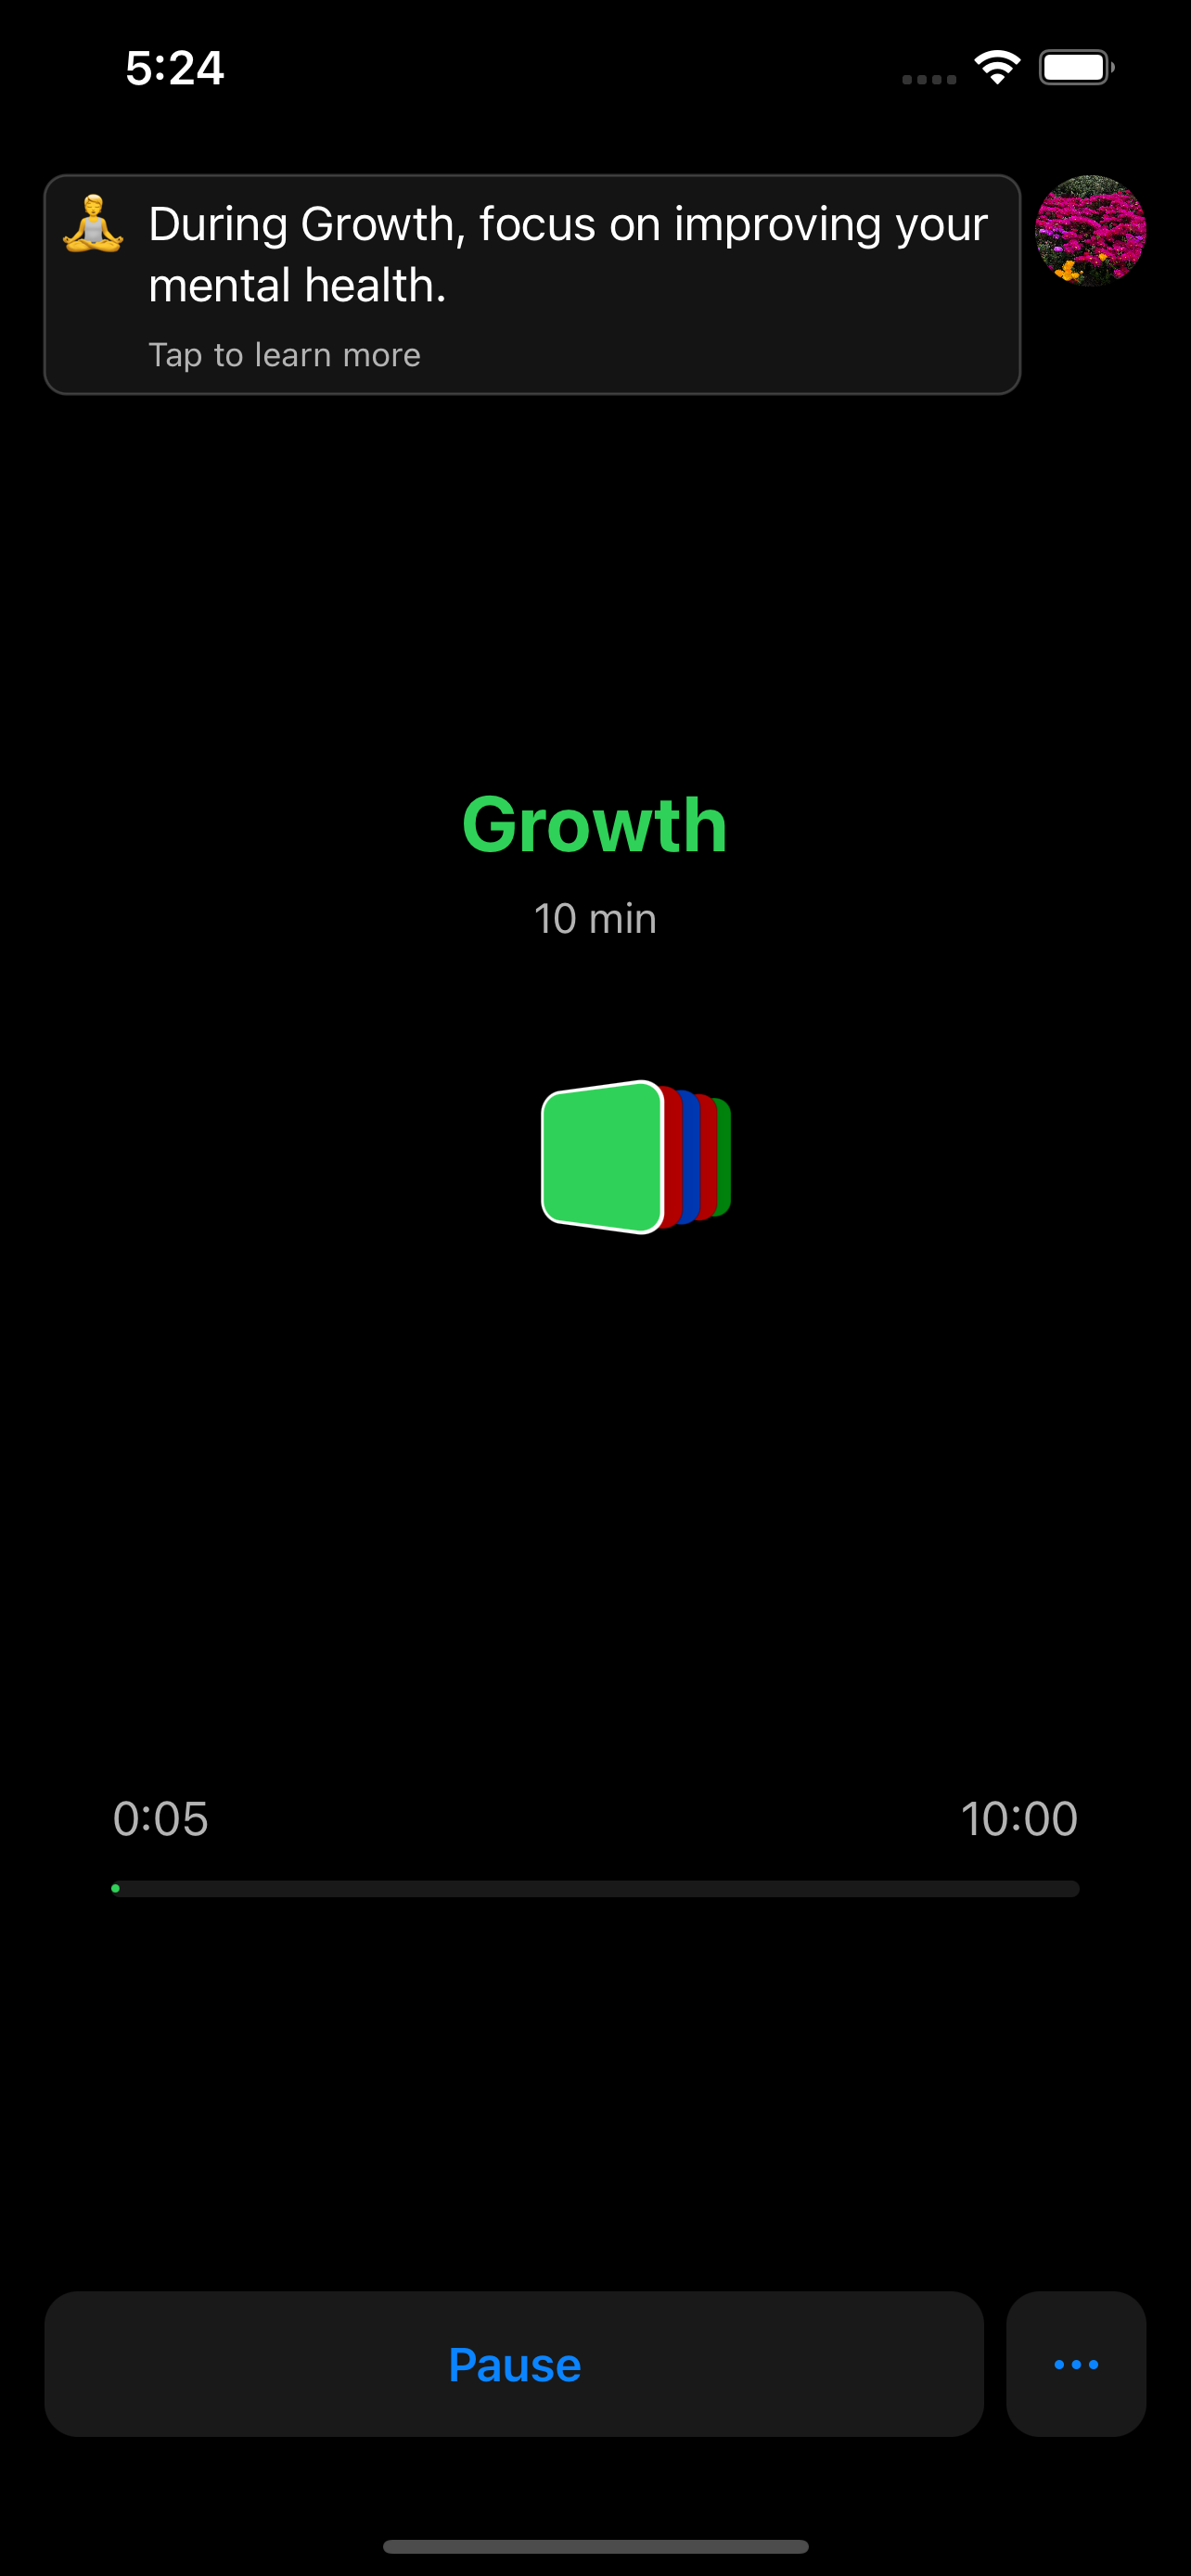 5:24
During Growth, focus on improving your
mental health.
Tap to learn more
Growth
10 min
0:05 10:00
Pause